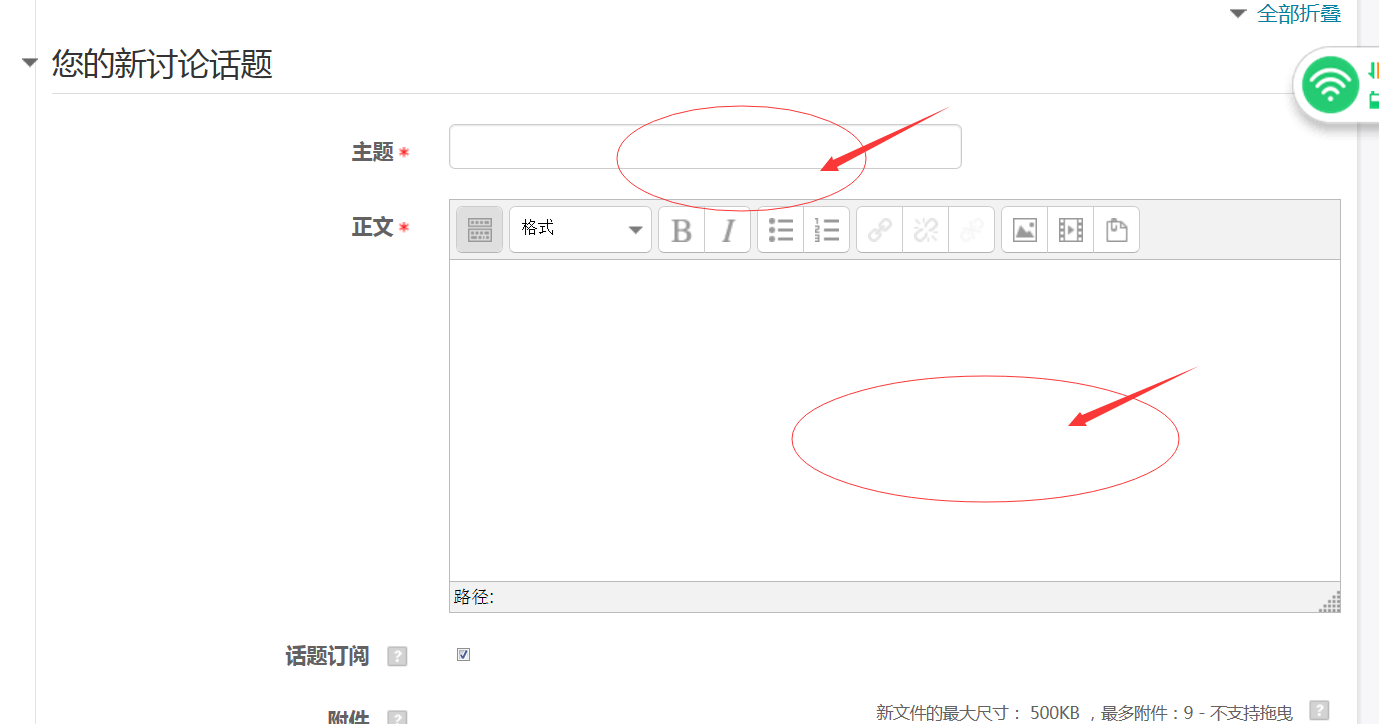 全部折叠
您的新讨论话题
主题*
正文*
格式
B I
路径:
话题订阅 ?
附件 ?
新文件的最大尺寸： 500KB ，最多附件：9 - 不支持拖曳 ?